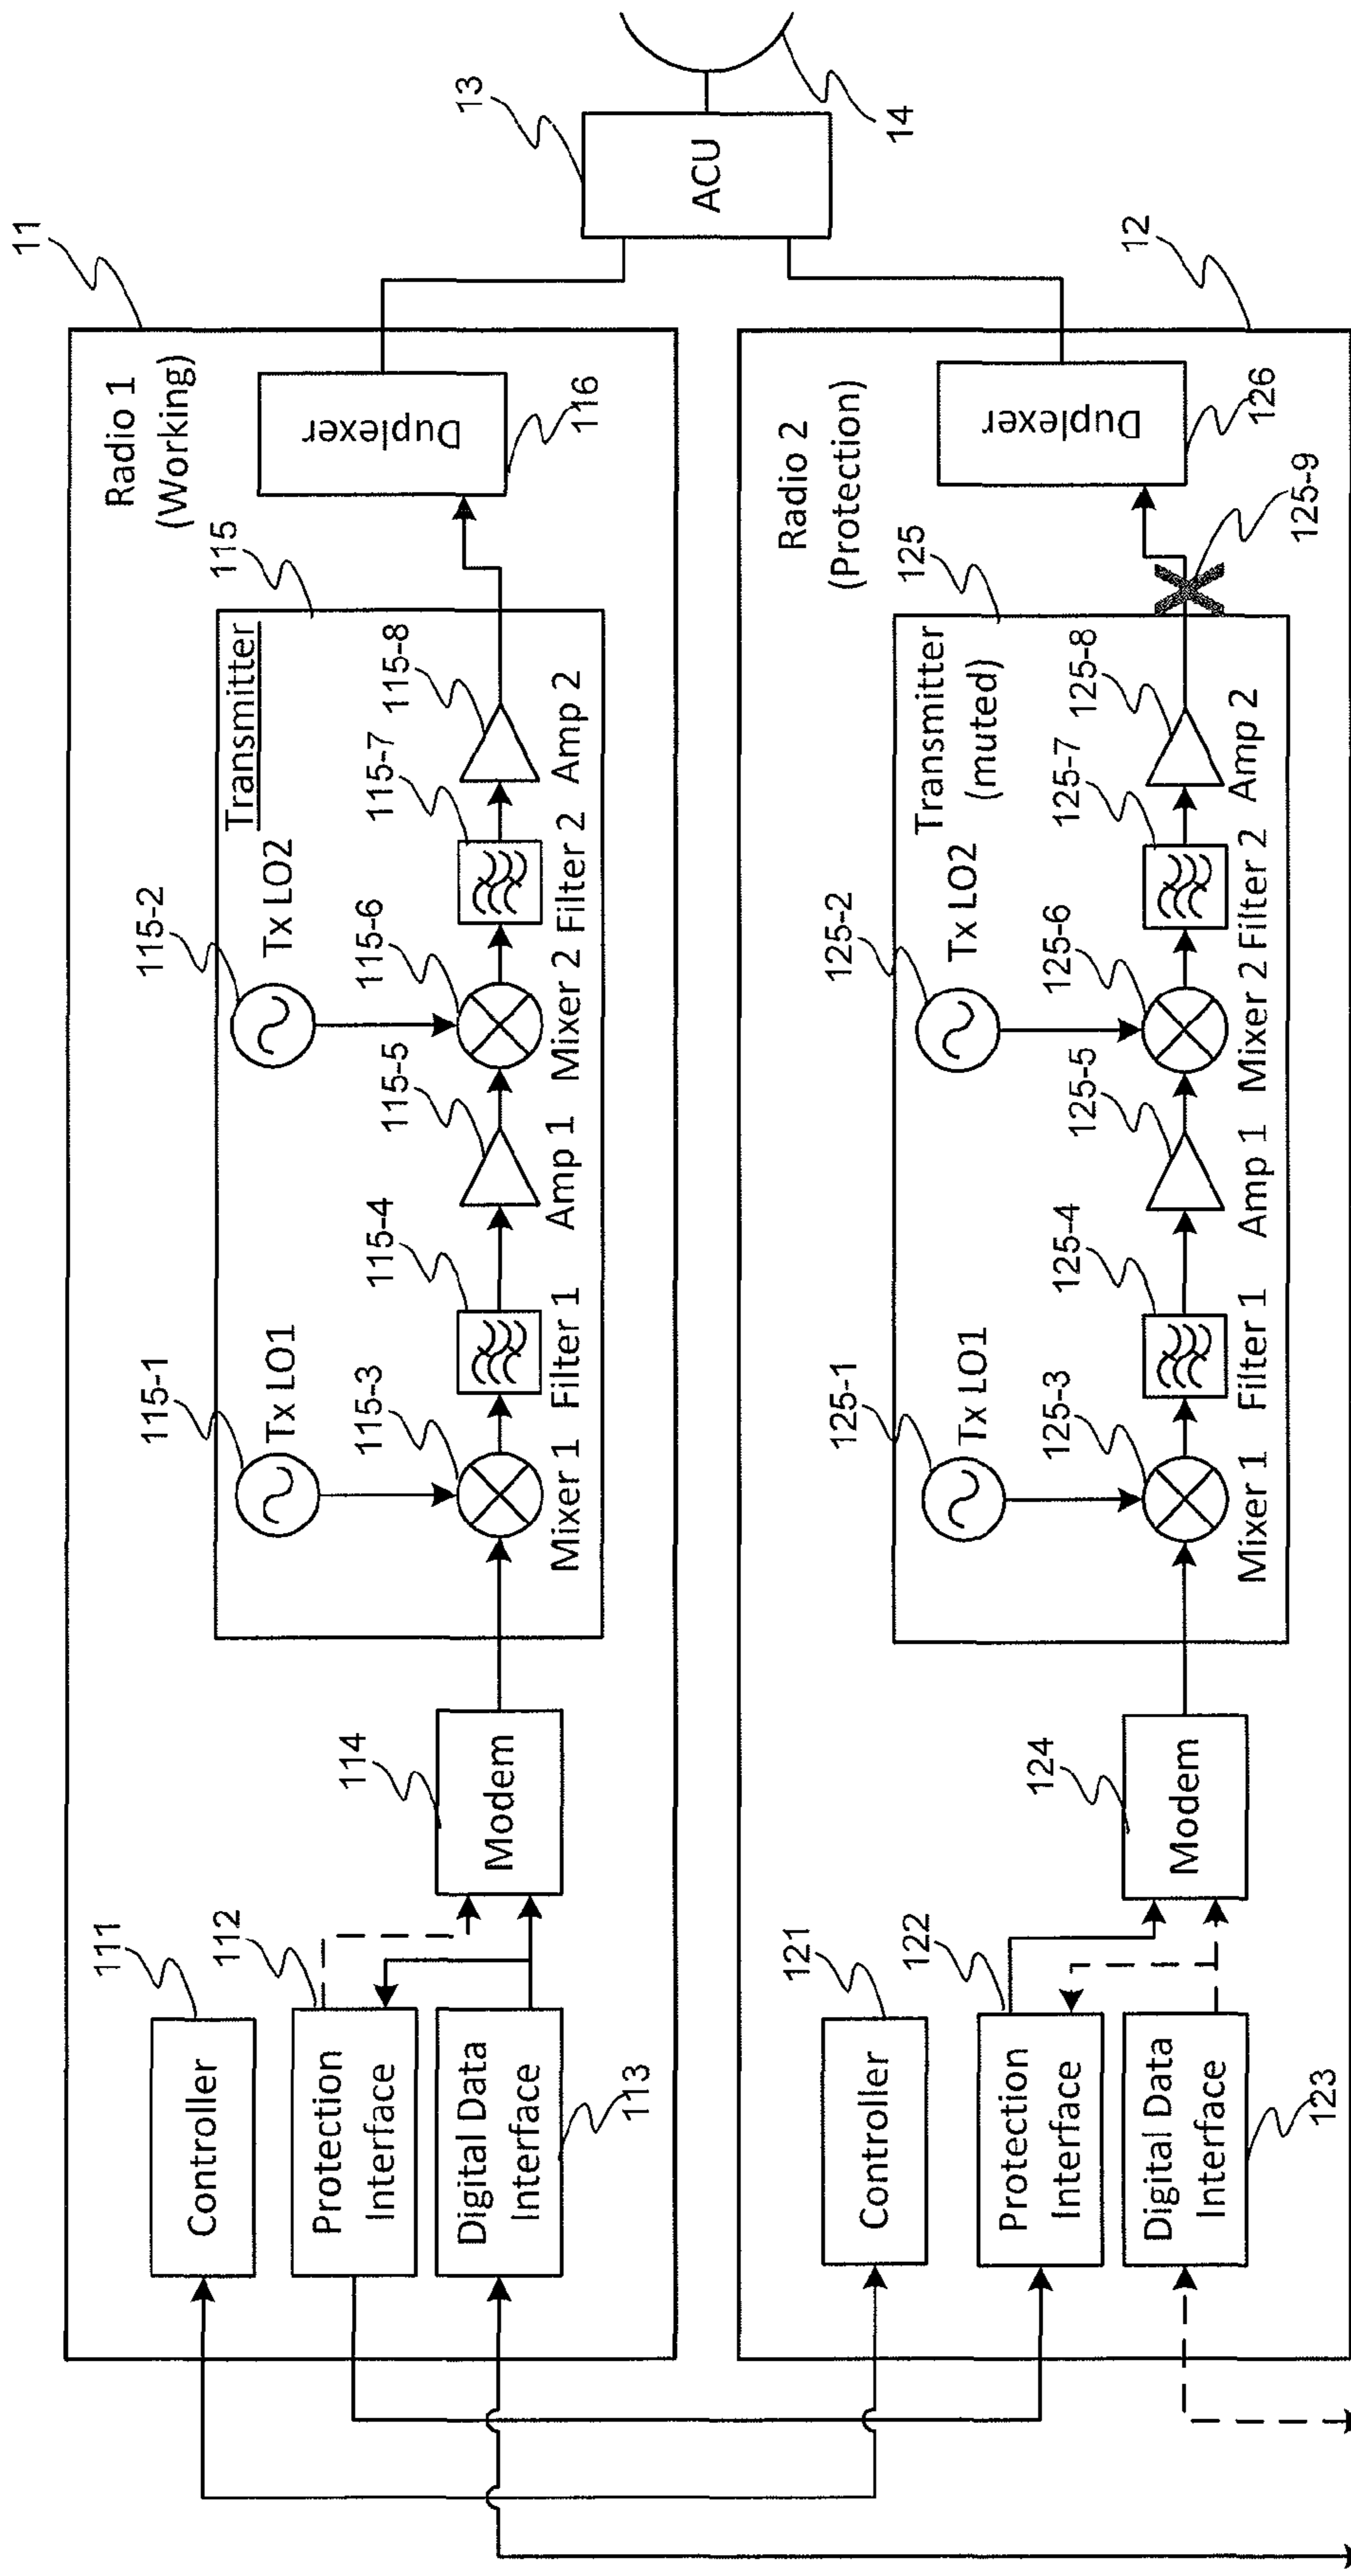 11
Radio 1
(Working)
111
Controller
112
Protection
Interface
Digital Data
Interface
113
114
Modem
115
Transmitter
115-1
Tx LO1
115-2
Tx LO2
115-3
Mixer 1
115-4
Filter 1
115-5
Amp 1
115-6
Mixer 2
115-7
Filter 2
115-8
Amp 2
Duplexer
116
13
ACU
14
12
Radio 2
(Protection)
121
Controller
122
Protection
Interface
Digital Data
Interface
123
124
Modem
125
Transmitter
(muted)
125-1
Tx LO1
125-2
Tx LO2
125-3
Mixer 1
125-4
Filter 1
125-5
Amp 1
125-6
Mixer 2
125-7
Filter 2
125-8
Amp 2
125-9
Duplexer
126